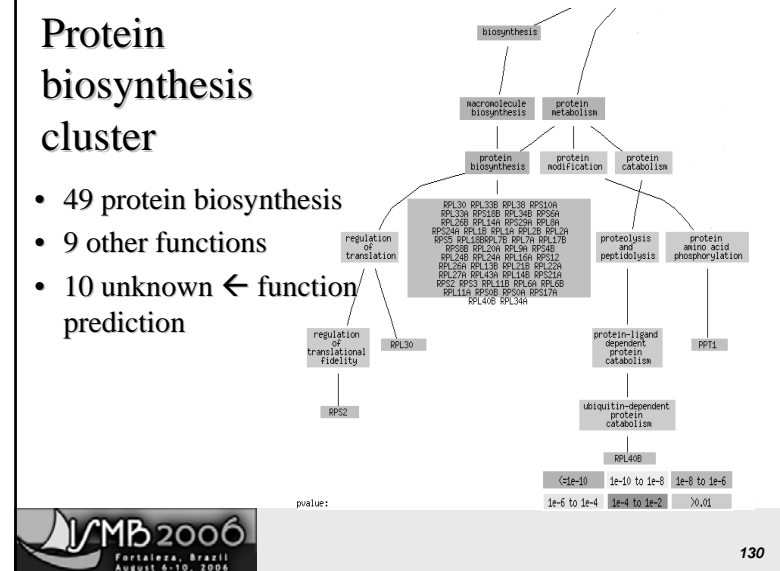 Protein
biosynthesis
cluster
• 49 protein biosynthesis
• 9 other functions
• 10 unknown ← function
prediction
biosynthesis
macromolecule
biosynthesis
protein
metabolism
protein
biosynthesis
protein
modification
protein
catabolism
regulation
of
translation
RPL30 RPL33B RPL38 RPS10A
RPL33A RPS18B RPL34B RPS6A
RPL26B RPL14A RPS29A RPL8A
RPS24A RPL1B RPL1A RPL2B RPL2A
RPS5 RPL18BRPL7B RPL7A RPL17B
RPS8B RPL20A RPL9A RPS4B
RPL24B RPL24A RPL16A RPS12
RPL26A RPL13B RPL21B RPL22A
RPL27A RPL43A RPL14B RPS21A
RPS2 RPS3 RPL11B RPL6A RPL6B
RPL11A RPS0B RPS0A RPS17A
RPL40B RPL34A
proteolysis
and
peptidolysis
protein
amino acid
phosphorylation
regulation
of
translational
fidelity
RPL30
protein-ligand
dependent
protein
catabolism
PPT1
RPS2
ubiquitin-dependent
protein
catabolism
RPL40B
pvalue:
<=1e-10 1e-10 to 1e-8 1e-8 to 1e-6
1e-6 to 1e-4 1e-4 to 1e-2 >0.01
ISMB 2006
Fortaleza, Brazil
August 6-10, 2006
130